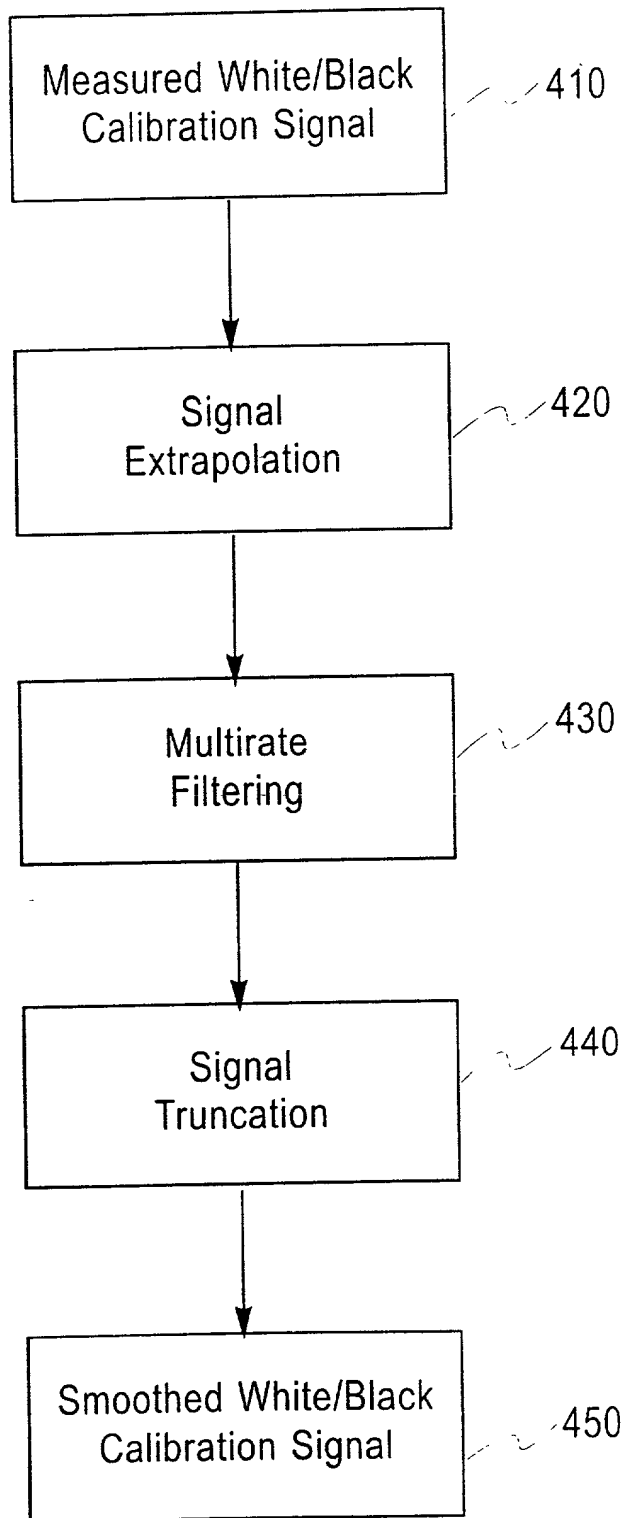 Measured White/Black
Calibration Signal
410
Signal
Extrapolation
420
Multirate
Filtering
430
Signal
Truncation
440
Smoothed White/Black
Calibration Signal
450